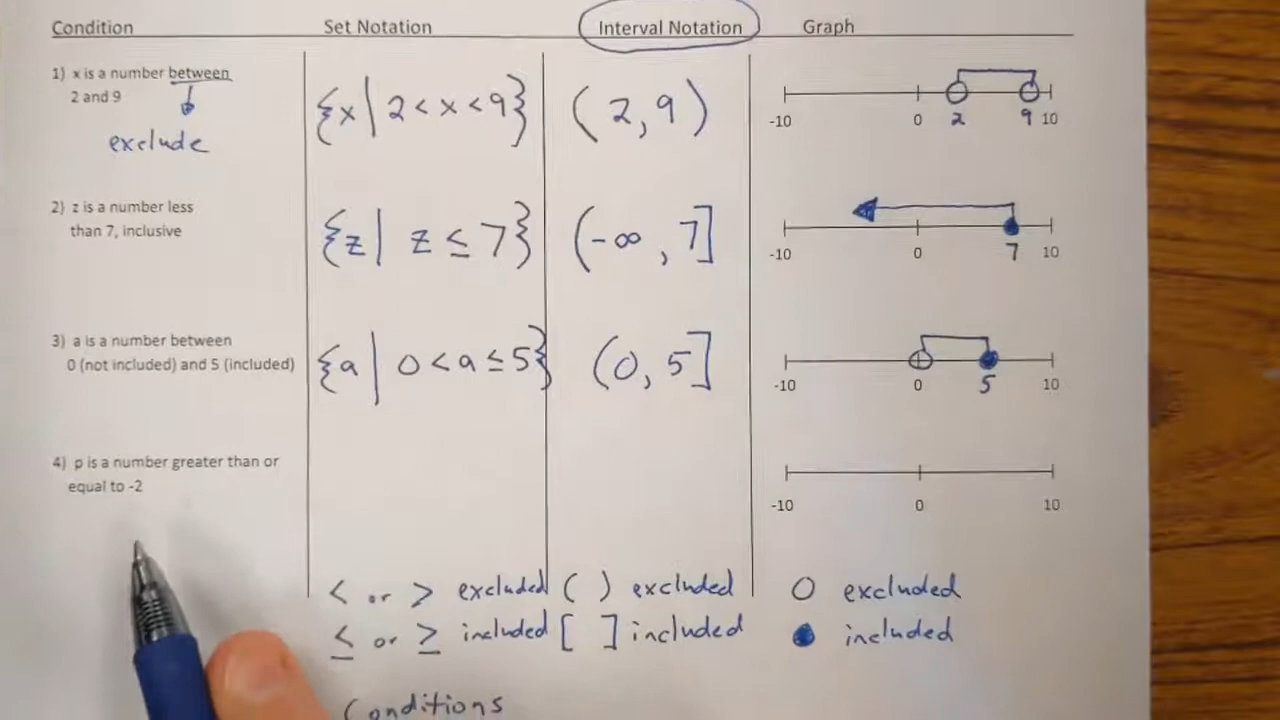 Condition Set Notation Interval Notation Graph
1) x is a number between
2 and 9
exclude
{x | 2 < x < 9}
(2, 9)
-10 0 2 9 10
2) z is a number less
than 7, inclusive
{z | z ≤ 7}
(-∞, 7]
-10 0 7 10
3) a is a number between
0 (not included) and 5 (included)
{a | 0 < a ≤ 5}
(0, 5]
-10 0 5 10
4) p is a number greater than or
equal to -2
-10 0 10
< or > excluded ( ) excluded O excluded
≤ or ≥ included [ ] included ● included
Conditions